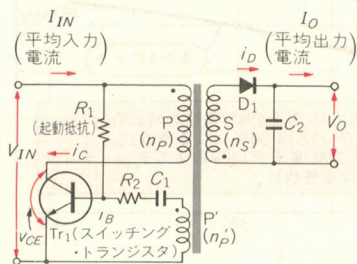 I_IN
(平均入力
電流)
I_O
(平均出力
電流)
i_D
D_1
R_1
(起動抵抗)
P
(n_P)
S
(n_S)
C_2
V_O
V_IN
i_C
R_2
C_1
i_B
v_CE
Tr_1(スイッチング
・トランジスタ)
P'
(n_P')